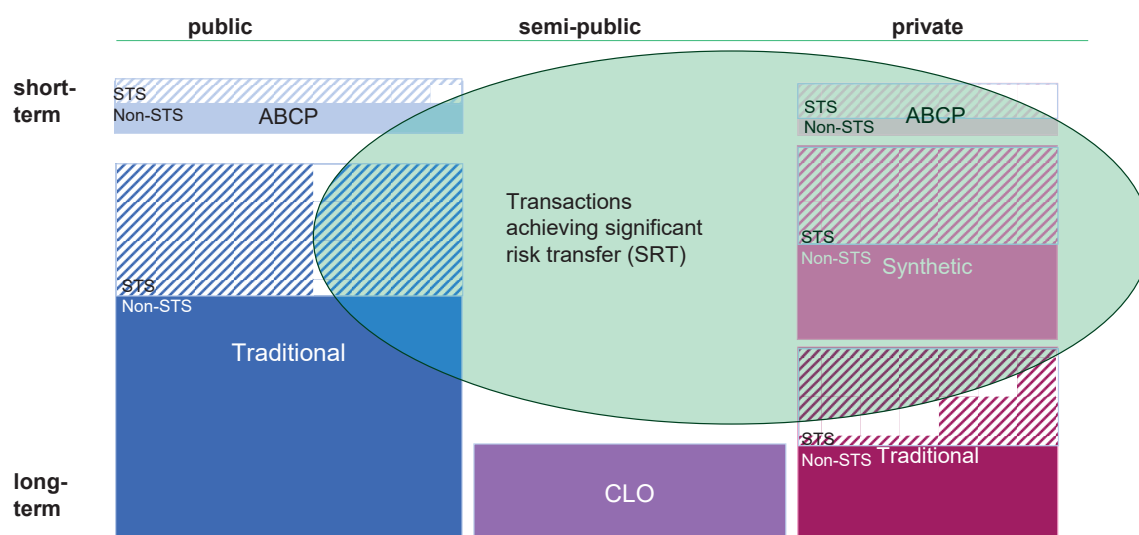 public
semi-public
private
short-
term
STS
Non-STS
ABCP
STS
Non-STS
ABCP
Transactions
achieving significant
risk transfer (SRT)
STS
Non-STS
Synthetic
STS
Non-STS
Traditional
STS
Non-STS
Traditional
long-
term
CLO